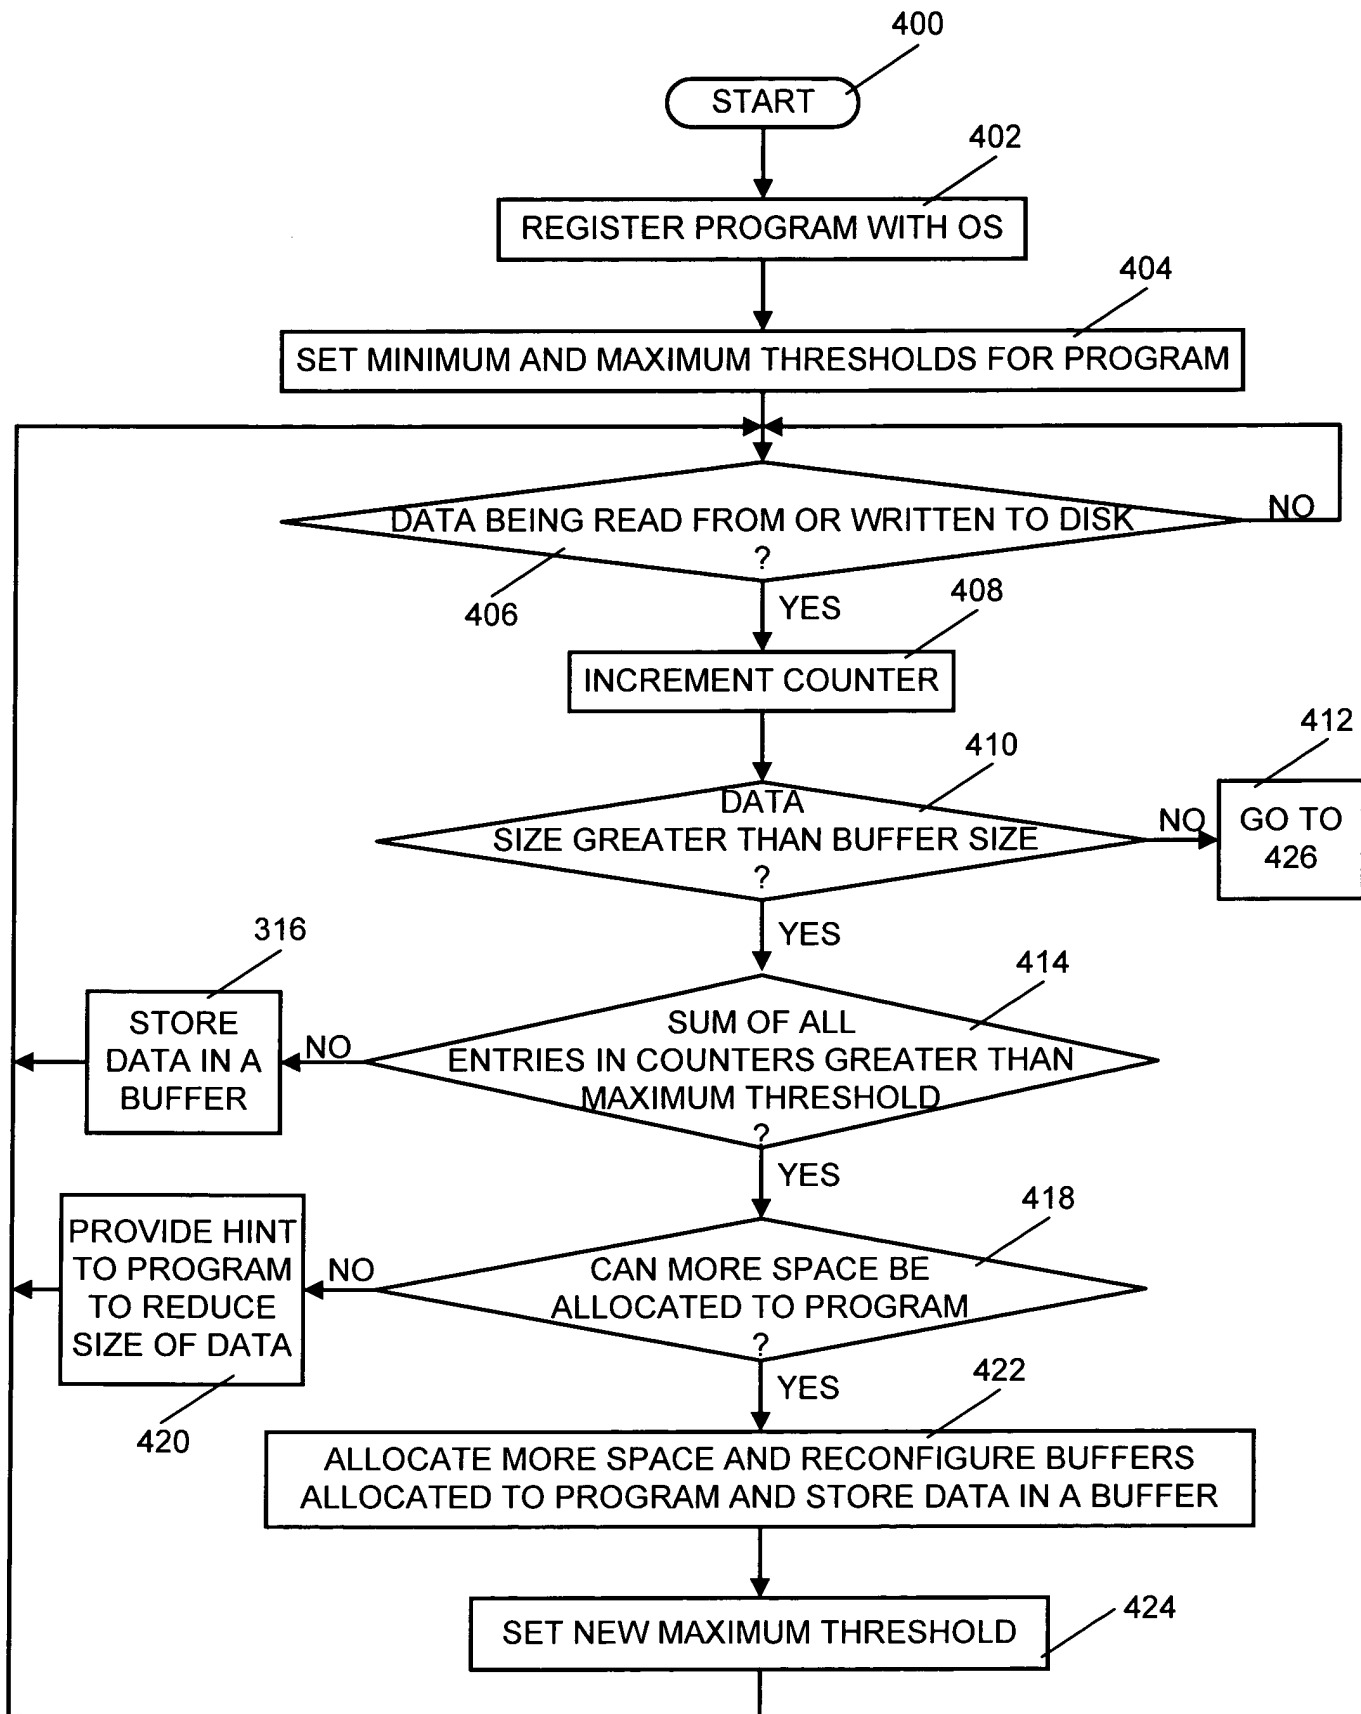 400
START
402
REGISTER PROGRAM WITH OS
404
SET MINIMUM AND MAXIMUM THRESHOLDS FOR PROGRAM
DATA BEING READ FROM OR WRITTEN TO DISK
?
NO
406
YES
408
INCREMENT COUNTER
410
DATA
SIZE GREATER THAN BUFFER SIZE
?
NO
412
GO TO
426
YES
316
STORE
DATA IN A
BUFFER
NO
414
SUM OF ALL
ENTRIES IN COUNTERS GREATER THAN
MAXIMUM THRESHOLD
?
YES
418
PROVIDE HINT
TO PROGRAM
TO REDUCE
SIZE OF DATA
420
NO
CAN MORE SPACE BE
ALLOCATED TO PROGRAM
?
YES
422
ALLOCATE MORE SPACE AND RECONFIGURE BUFFERS
ALLOCATED TO PROGRAM AND STORE DATA IN A BUFFER
SET NEW MAXIMUM THRESHOLD
424